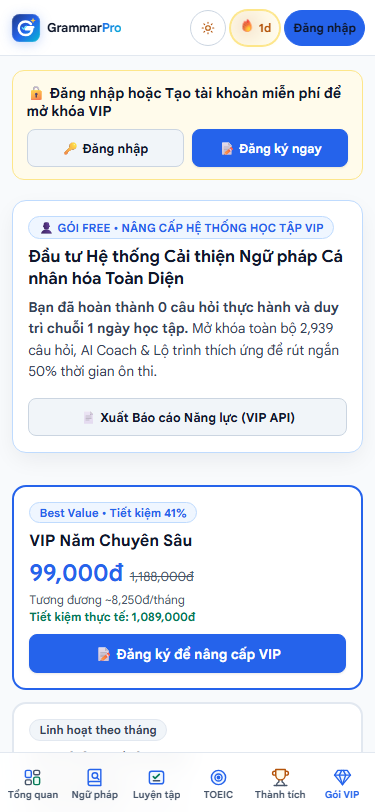 GrammarPro
1d
Đăng nhập
Đăng nhập hoặc Tạo tài khoản miễn phí để
mở khóa VIP
Đăng nhập
Đăng ký ngay
GÓI FREE • NÂNG CẤP HỆ THỐNG HỌC TẬP VIP
Đầu tư Hệ thống Cải thiện Ngữ pháp Cá
nhân hóa Toàn Diện
Bạn đã hoàn thành 0 câu hỏi thực hành và duy
trì chuỗi 1 ngày học tập. Mở khóa toàn bộ 2,939
câu hỏi, AI Coach & Lộ trình thích ứng để rút ngắn
50% thời gian ôn thi.
Xuất Báo cáo Năng lực (VIP API)
Best Value • Tiết kiệm 41%
VIP Năm Chuyên Sâu
99,000đ 1,188,000đ
Tương đương ~8,250đ/tháng
Tiết kiệm thực tế: 1,089,000đ
Đăng ký để nâng cấp VIP
Linh hoạt theo tháng
Tổng quan
Ngữ pháp
Luyện tập
TOEIC
Thành tích
Gói VIP